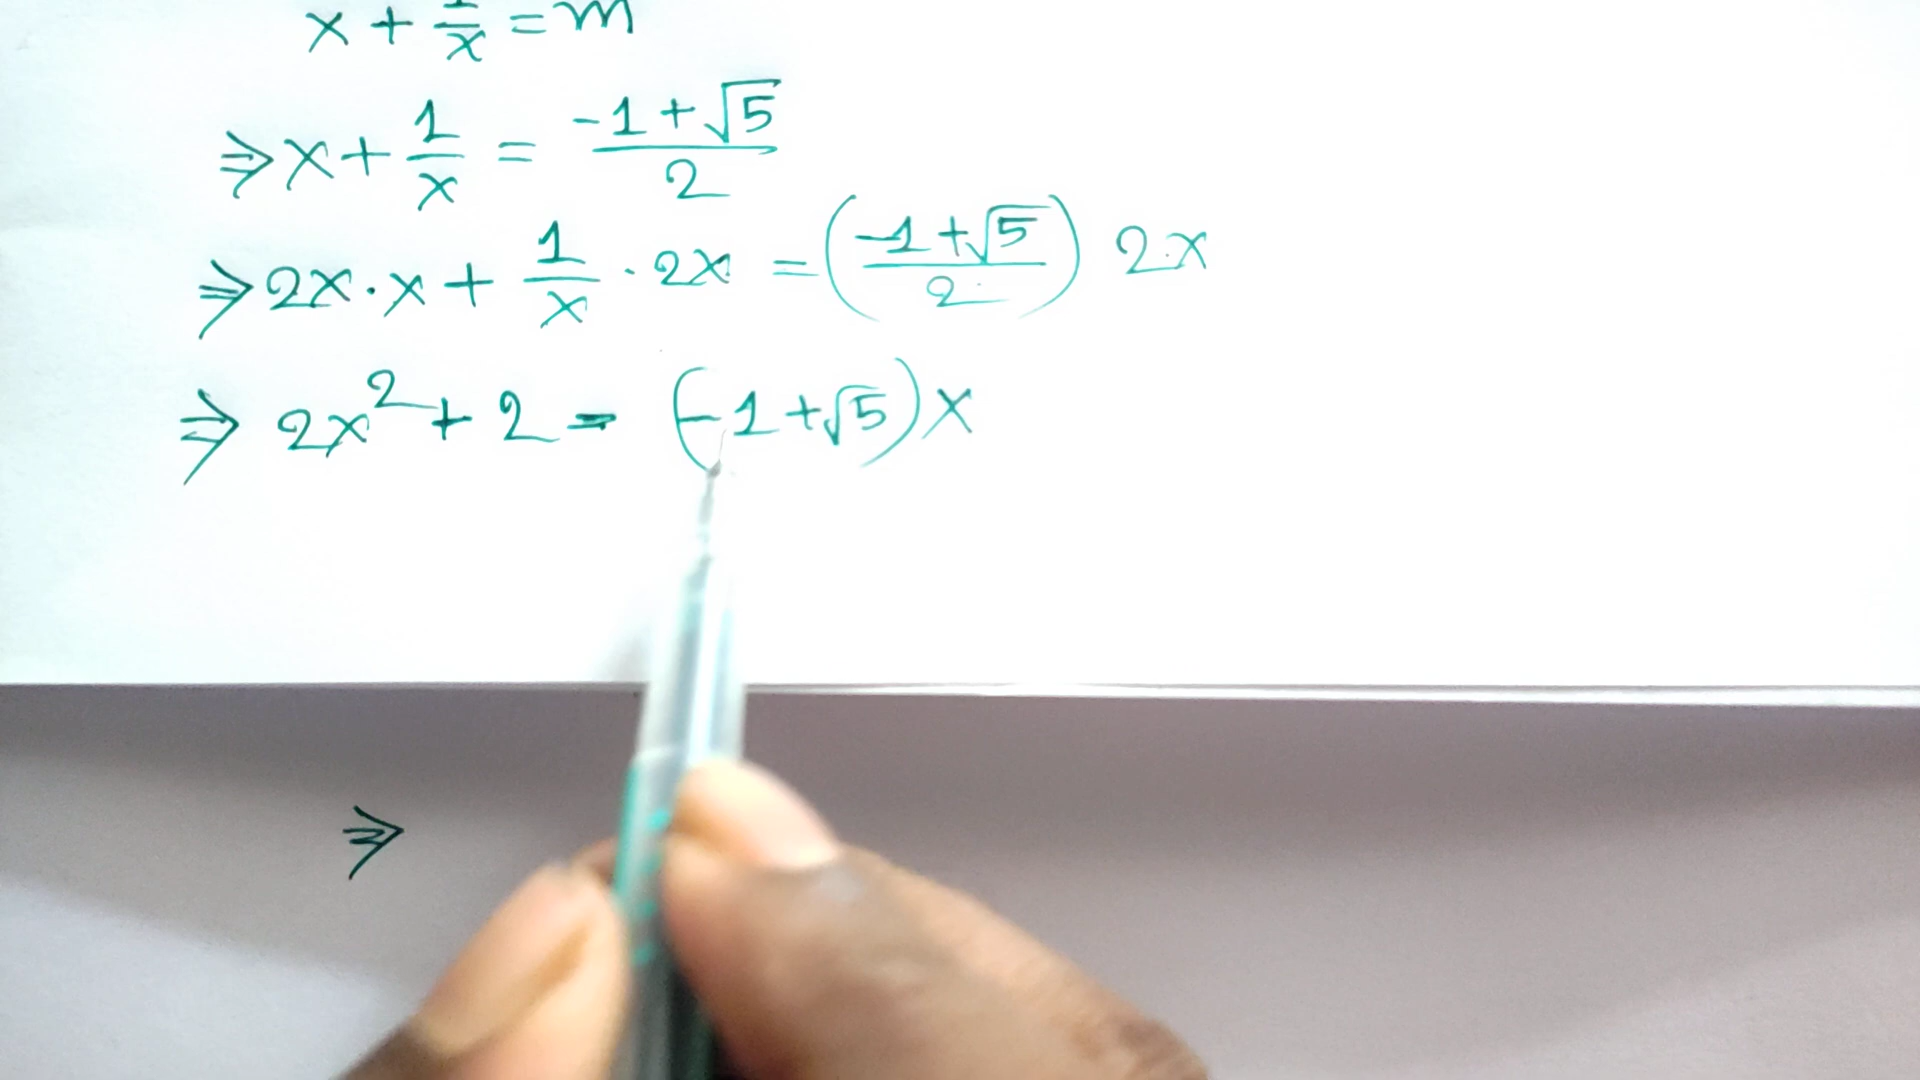 x + 1/x = m
⇒ x + 1/x = (-1+√5)/2
⇒ 2x·x + 1/x · 2x = ((-1+√5)/2) 2x
⇒ 2x² + 2 = (-1+√5)x
⇒